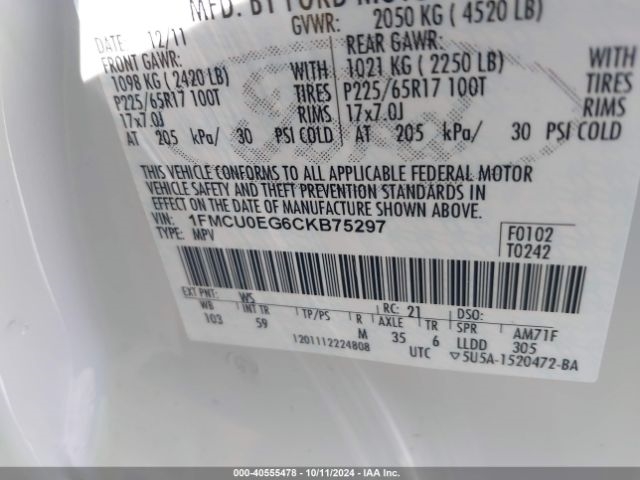 MFD. BY FORD MOTOR
DATE: 12/11 GVWR: 2050 KG ( 4520 LB)
FRONT GAWR: REAR GAWR:
1098 KG ( 2420 LB) WITH 1021 KG ( 2250 LB) WITH
P225/65R17 100T TIRES P225/65R17 100T TIRES
17x7.0J RIMS 17x7.0J RIMS
AT 205 kPa/ 30 PSI COLD AT 205 kPa/ 30 PSI COLD
THIS VEHICLE CONFORMS TO ALL APPLICABLE FEDERAL MOTOR
VEHICLE SAFETY AND THEFT PREVENTION STANDARDS IN
EFFECT ON THE DATE OF MANUFACTURE SHOWN ABOVE.
VIN: 1FMCU0EG6CKB75297 F0102
TYPE: MPV T0242
EXT PNT: WS RC: 21 DSO:
WB INT TR TP/PS R AXLE TR SPR AM71F
103 59 M 35 6 LLDD 305
1201112224808 UTC ▽5U5A-1520472-BA
000-40555478 - 10/11/2024 - IAA Inc.